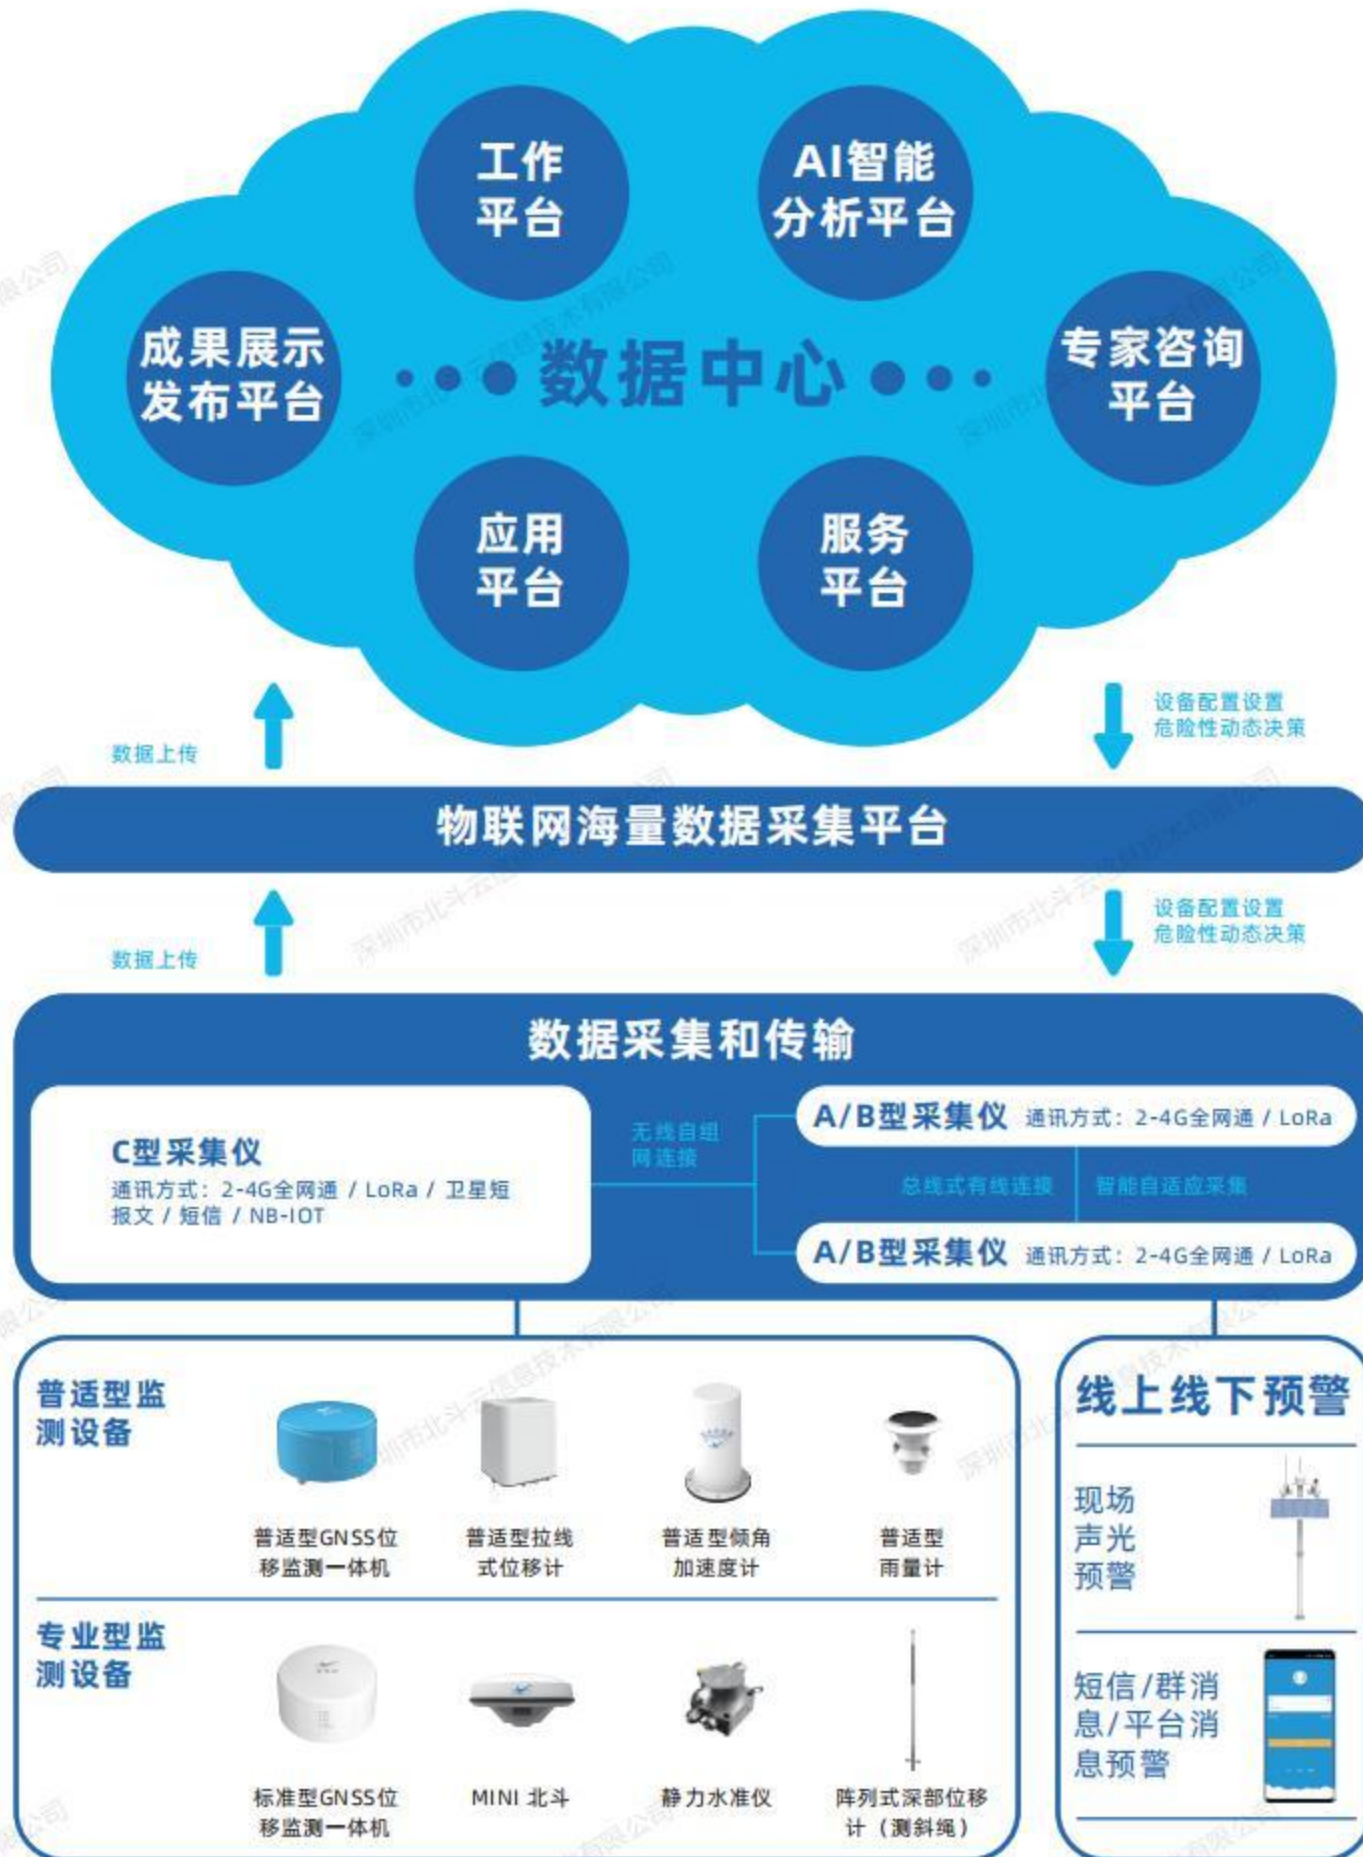 工作
平台
AI智能
分析平台
成果展示
发布平台
数据中心
专家咨询
平台
应用
平台
服务
平台
数据上传
设备配置设置
危险性动态决策
物联网海量数据采集平台
数据上传
设备配置设置
危险性动态决策
数据采集和传输
C型采集仪
通讯方式：2-4G全网通 / LoRa / 卫星短
报文 / 短信 / NB-IOT
无线自组
网连接
A/B型采集仪 通讯方式：2-4G全网通 / LoRa
总线式有线连接 智能自适应采集
A/B型采集仪 通讯方式：2-4G全网通 / LoRa
普适型监
测设备
普适型GNSS位
移监测一体机
普适型拉线
式位移计
普适型倾角
加速度计
普适型
雨量计
专业型监
测设备
标准型GNSS位
移监测一体机
MINI 北斗
静力水准仪
阵列式深部位移
计（测斜绳）
线上线下预警
现场
声光
预警
短信/群消
息/平台消
息预警
深圳市北斗云信息技术有限公司